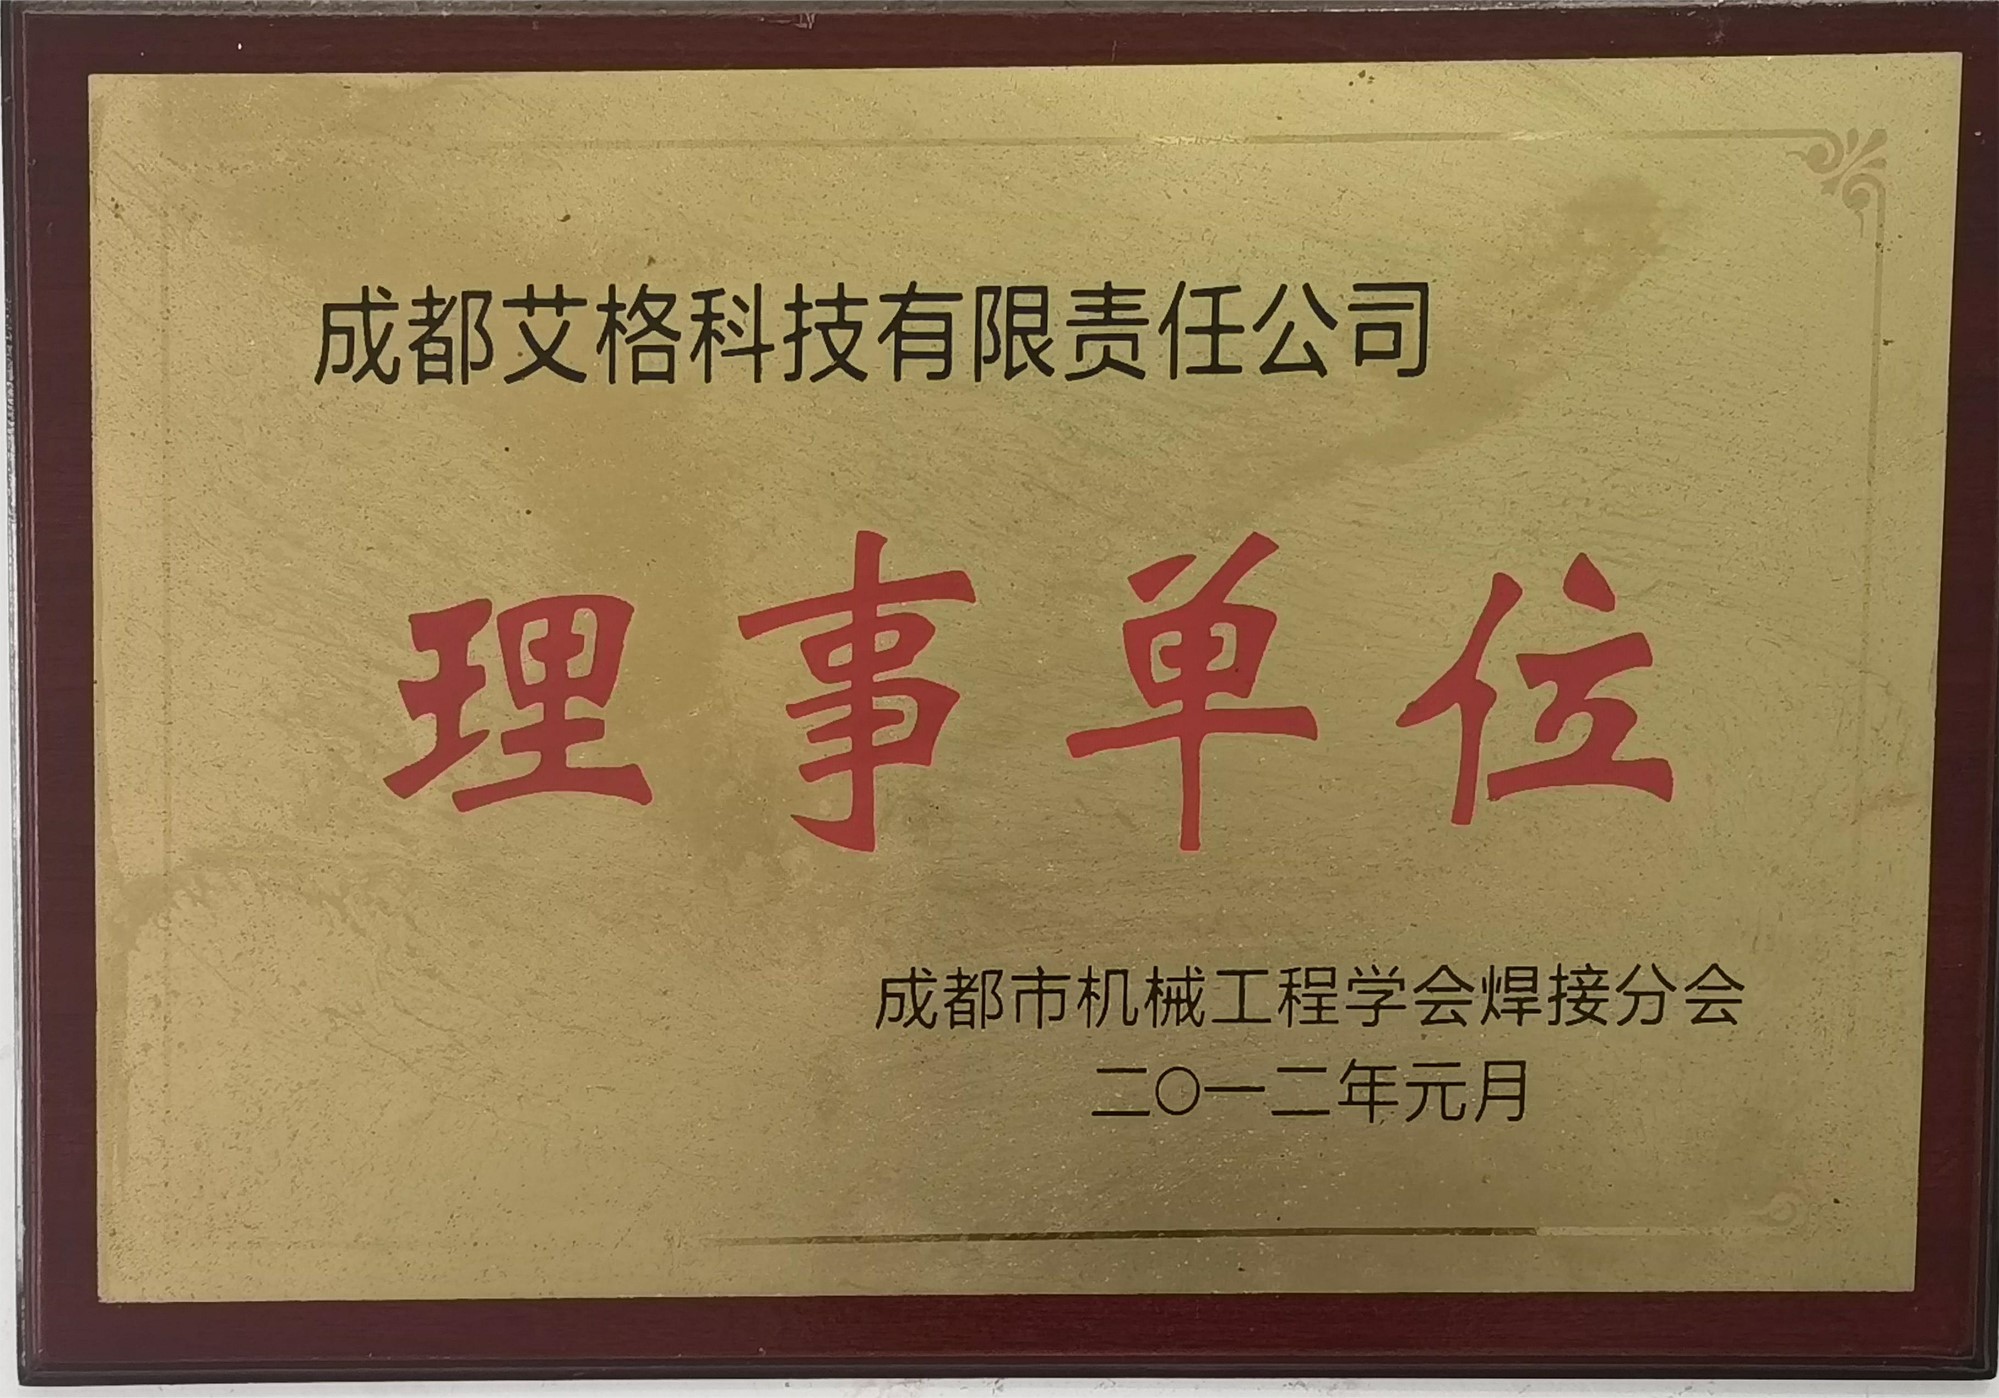 成都艾格科技有限责任公司
理事单位
成都市机械工程学会焊接分会
二〇一二年元月